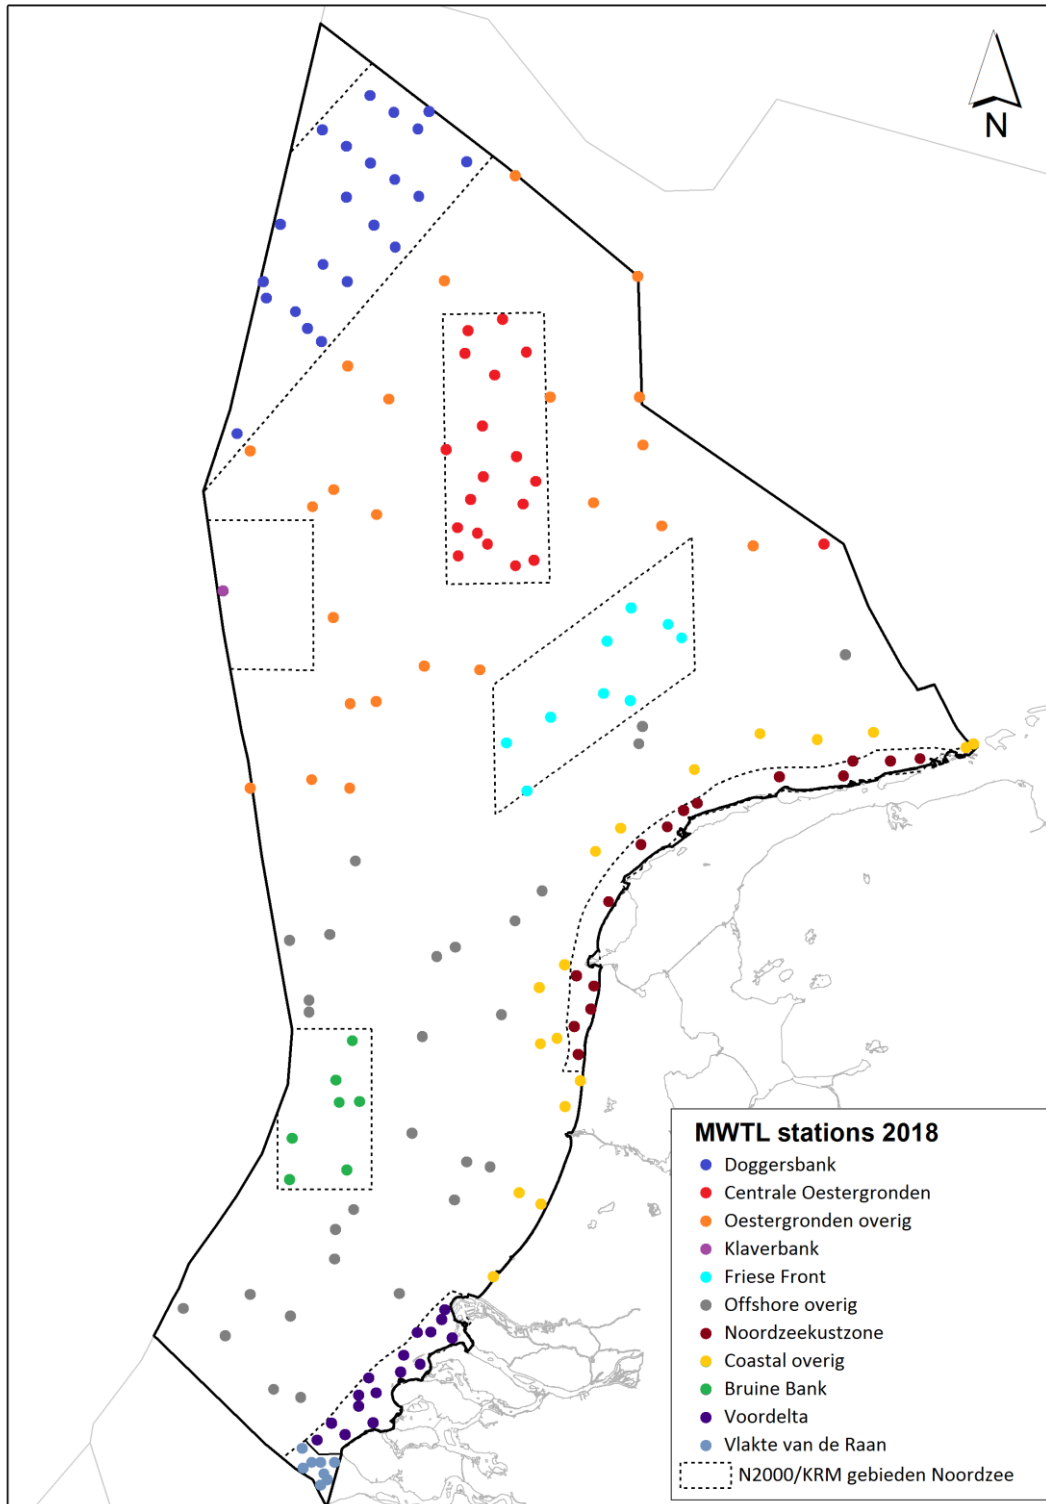 N
MWTL stations 2018
Doggersbank
Centrale Oestergronden
Oestergronden overig
Klaverbank
Friese Front
Offshore overig
Noordzeekustzone
Coastal overig
Bruine Bank
Voordelta
Vlakte van de Raan
N2000/KRM gebieden Noordzee